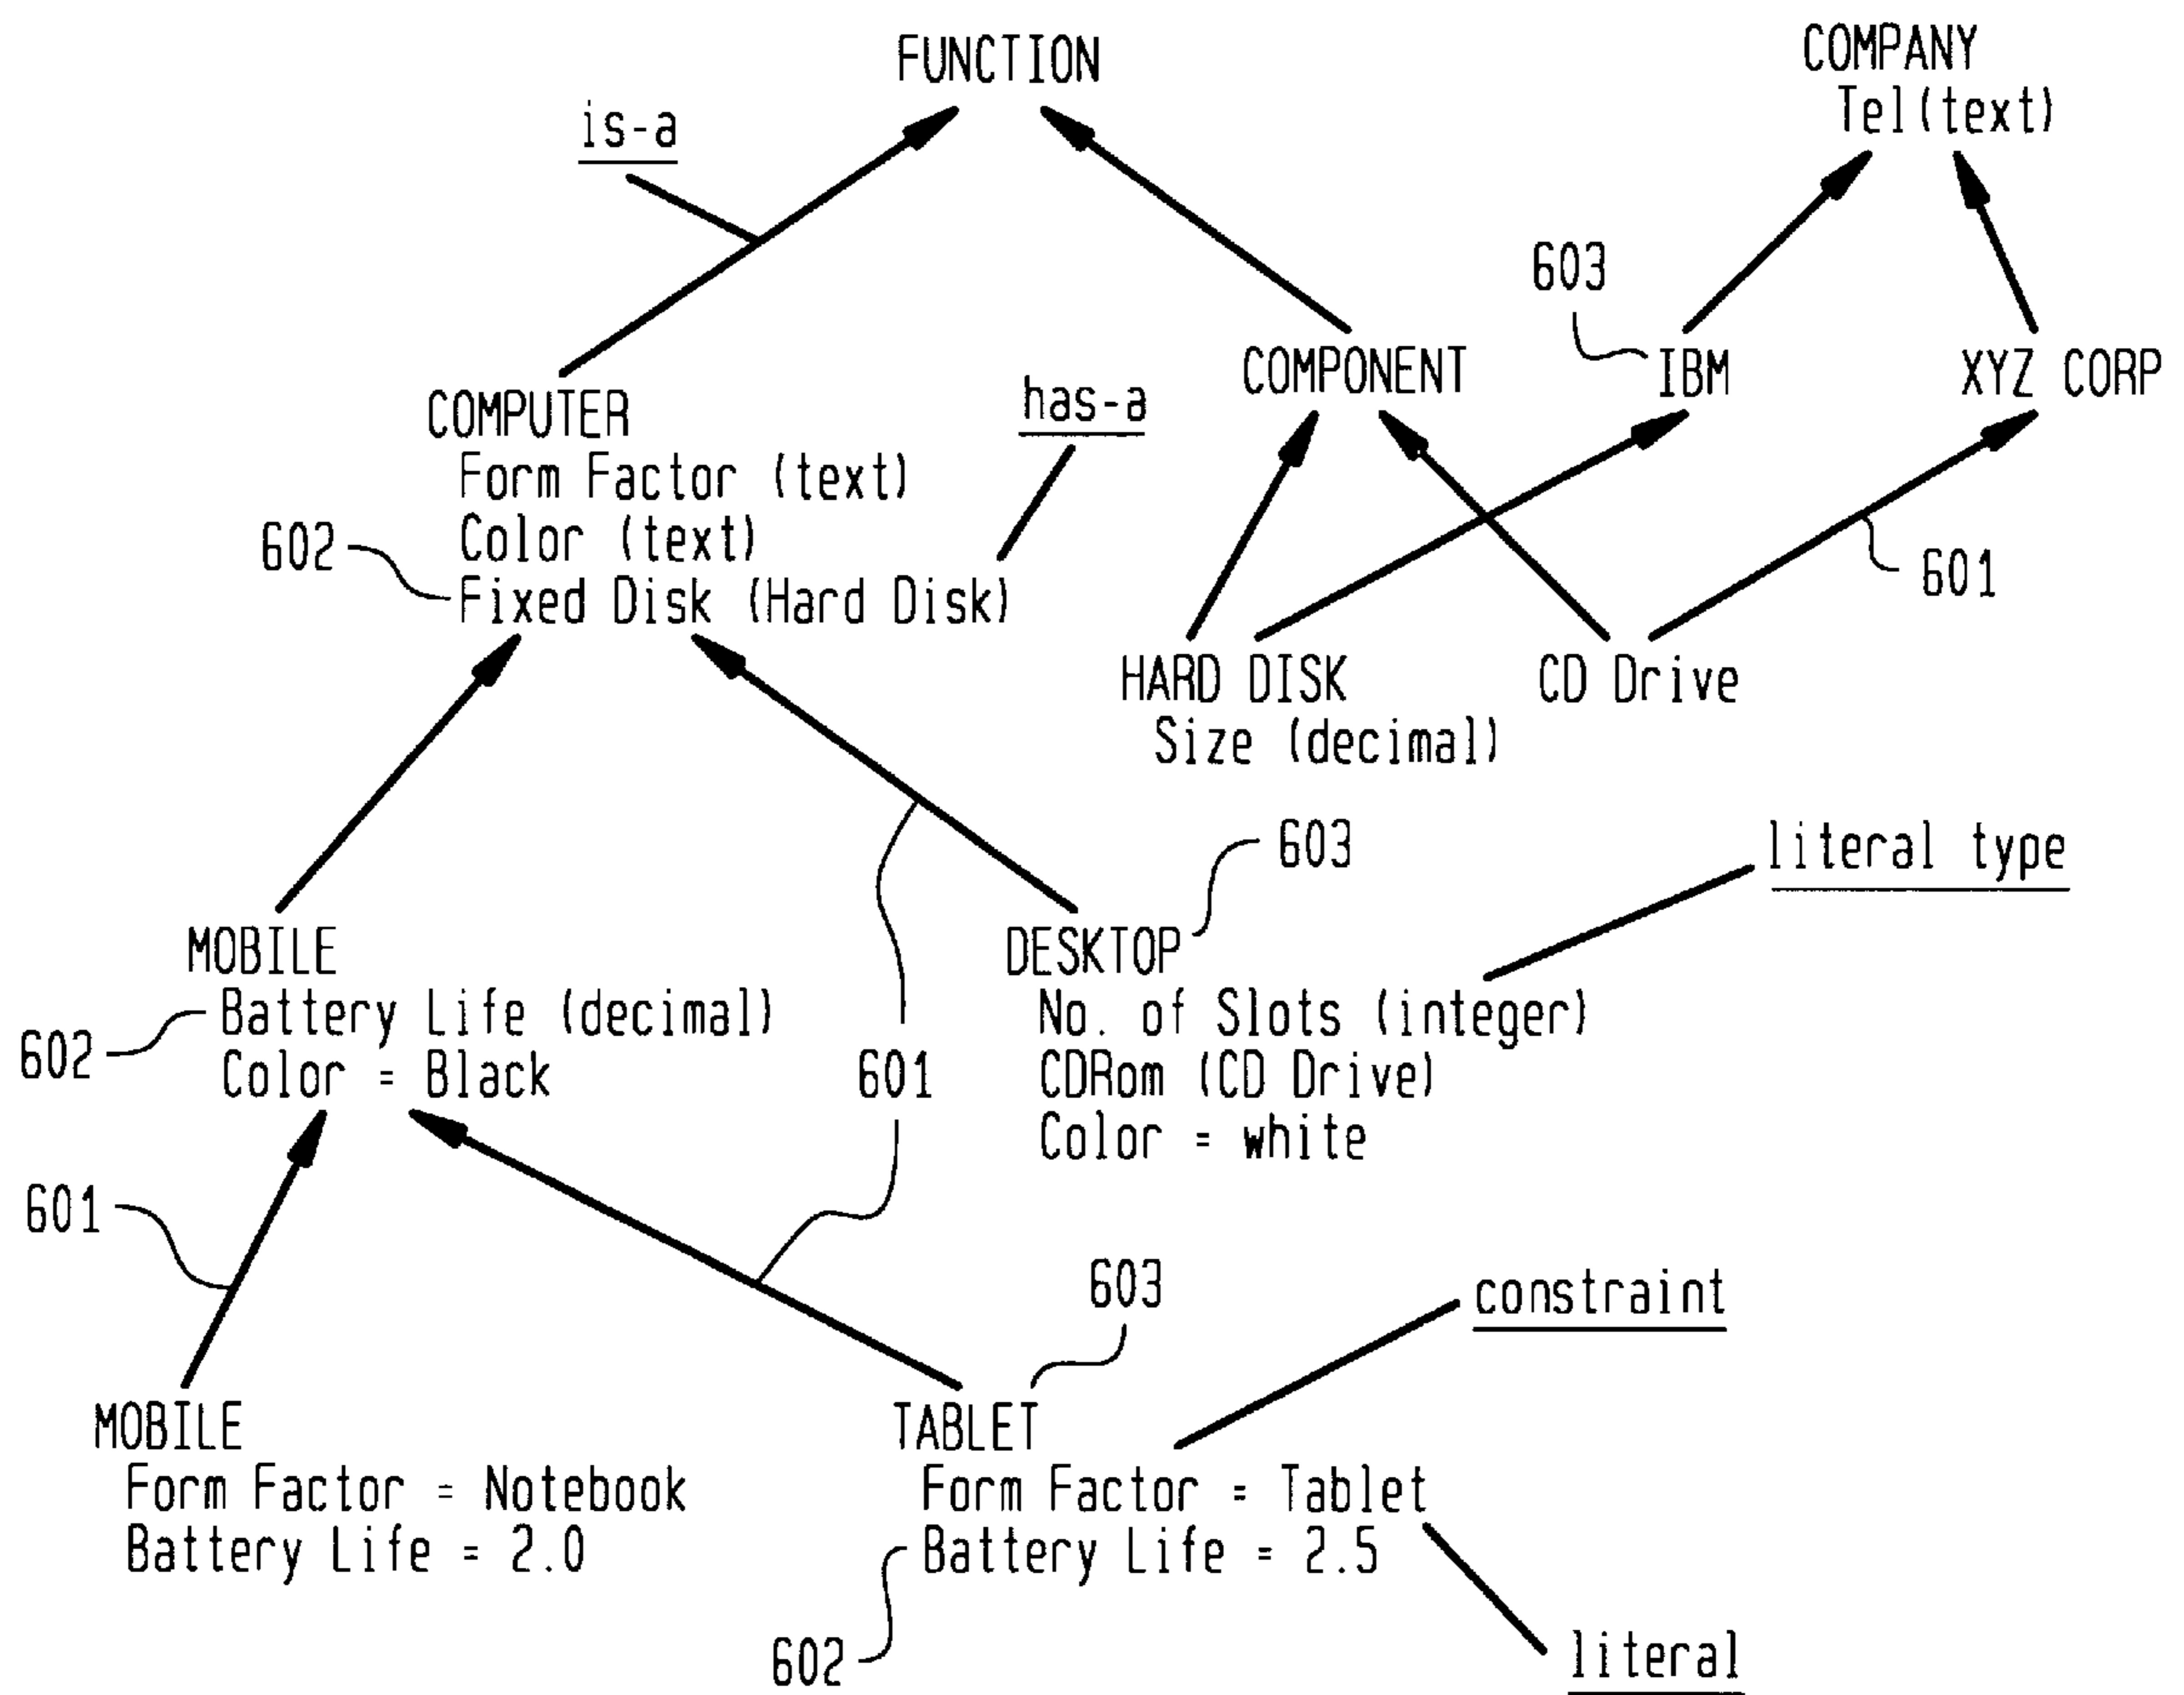 FUNCTION
COMPANY
Tel(text)
is-a
603
IBM
XYZ CORP
COMPONENT
has-a
COMPUTER
Form Factor (text)
Color (text)
602
Fixed Disk (Hard Disk)
601
HARD DISK
Size (decimal)
CD Drive
603
literal type
MOBILE
Battery Life (decimal)
602
Color = Black
601
DESKTOP
No. of Slots (integer)
CDRom (CD Drive)
Color = white
601
603
constraint
MOBILE
Form Factor = Notebook
Battery Life = 2.0
TABLET
Form Factor = Tablet
Battery Life = 2.5
602
literal